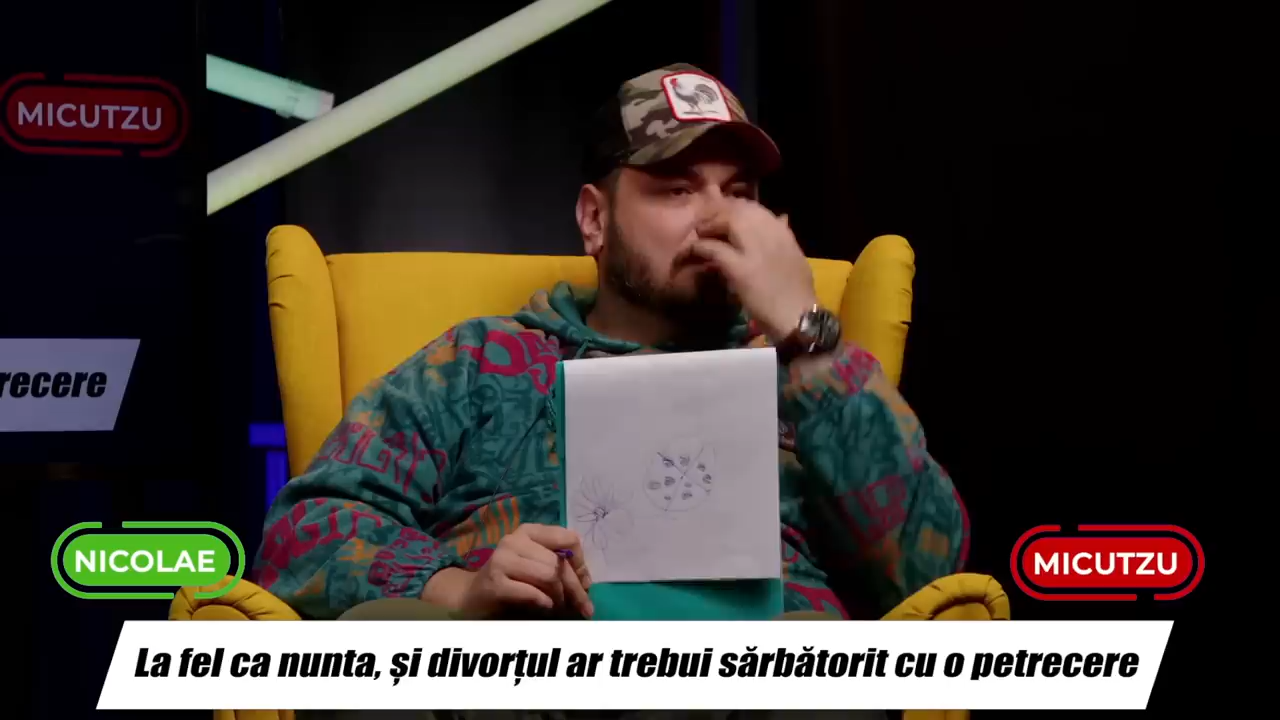 MICUTZU
recere
NICOLAE
MICUTZU
La fel ca nunta, și divorțul ar trebui sărbătorit cu o petrecere